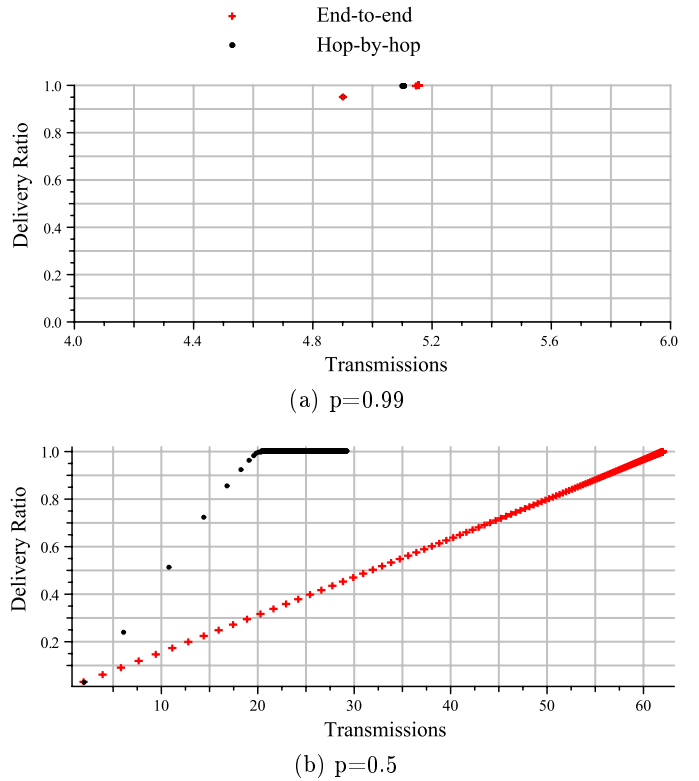 End-to-end
Hop-by-hop
1.0
0.8
0.6
0.4
0.2
0.0
Delivery Ratio
4.0 4.4 4.8 5.2 5.6 6.0
Transmissions
(a) p=0.99
1.0
0.8
0.6
0.4
0.2
Delivery Ratio
10 20 30 40 50 60
Transmissions
(b) p=0.5